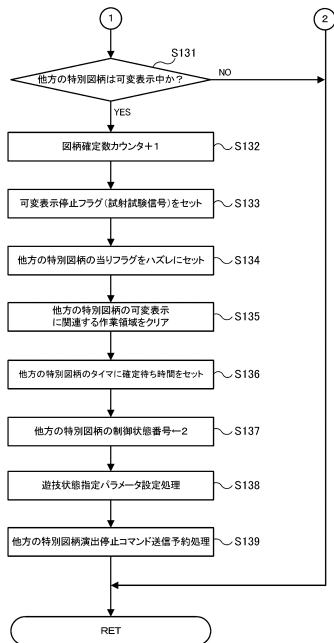 1
2
S131
他方の特別図柄は可変表示中か?
NO
YES
図柄確定数カウンタ+1
S132
可変表示停止フラグ(試射試験信号)をセット
S133
他方の特別図柄の当りフラグをハズレにセット
S134
他方の特別図柄の可変表示
に関連する作業領域をクリア
S135
他方の特別図柄のタイマに確定待ち時間をセット
S136
他方の特別図柄の制御状態番号←2
S137
遊技状態指定パラメータ設定処理
S138
他方の特別図柄演出停止コマンド送信予約処理
S139
RET